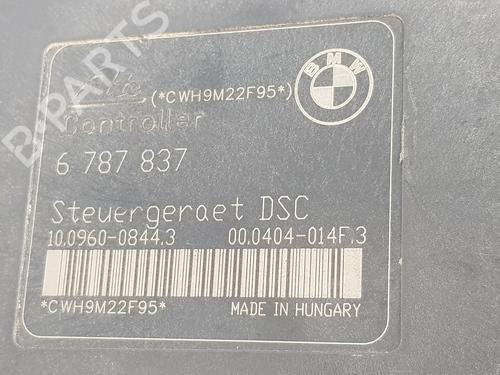 (*CWH9M22F95*)
BMW
Controller
6 787 837
Steuergeraet DSC
10.0960-0844.3 00.0404-014F.3
*CWH9M22F95* MADE IN HUNGARY
B-PARTS